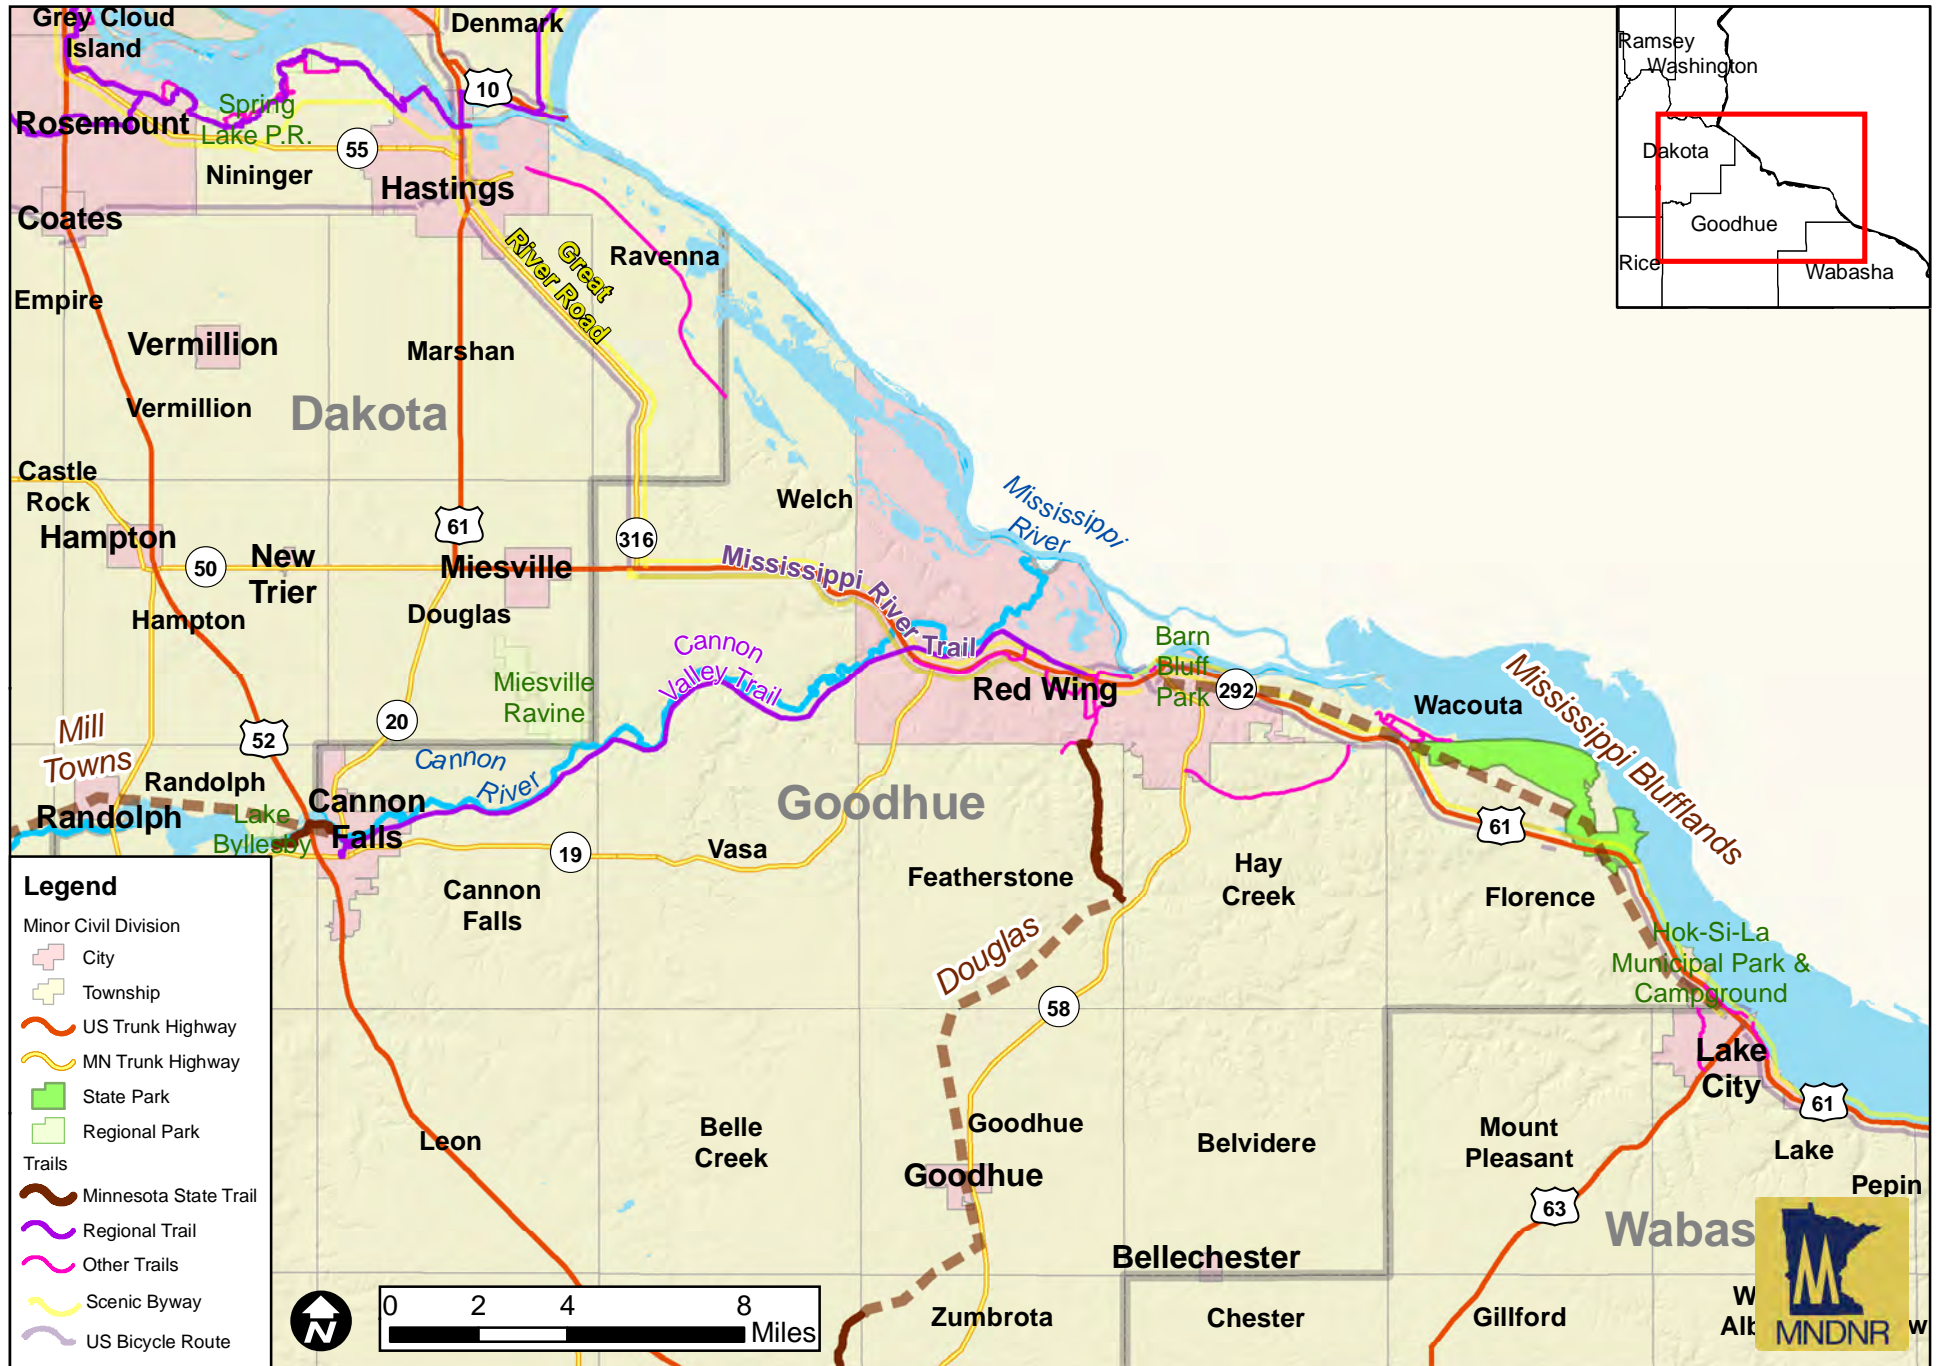 Grey Cloud
Island
Denmark
10
Rosemount
Spring
Lake P.R.
55
Nininger
Hastings
Coates
Ravenna
Great
River Road
Empire
Vermillion
Marshan
Vermillion
Dakota
Castle
Rock
Hampton
50
New
Trier
61
Miesville
316
Welch
Mississippi
River
Mississippi River Trail
Hampton
Douglas
Cannon
Valley Trail
Miesville
Ravine
Barn
Bluff
Park
292
Red Wing
Wacouta
Mississippi Blufflands
Mill
Towns
52
20
Cannon
River
Randolph
Randolph
Lake
Byllesby
Cannon
Falls
Goodhue
19
Vasa
Cannon
Falls
Featherstone
Hay
Creek
61
Florence
Douglas
58
Hok-Si-La
Municipal Park &
Campground
Lake
City
61
Leon
Belle
Creek
Goodhue
Goodhue
Belvidere
Mount
Pleasant
Lake
Pepin
63
Wabas
Bellechester
Zumbrota
Chester
Gillford
W
Alb
w
MNDNR
Ramsey
Washington
Dakota
Goodhue
Rice
Wabasha
Legend
Minor Civil Division
City
Township
US Trunk Highway
MN Trunk Highway
State Park
Regional Park
Trails
Minnesota State Trail
Regional Trail
Other Trails
Scenic Byway
US Bicycle Route
N
0 2 4 8
Miles